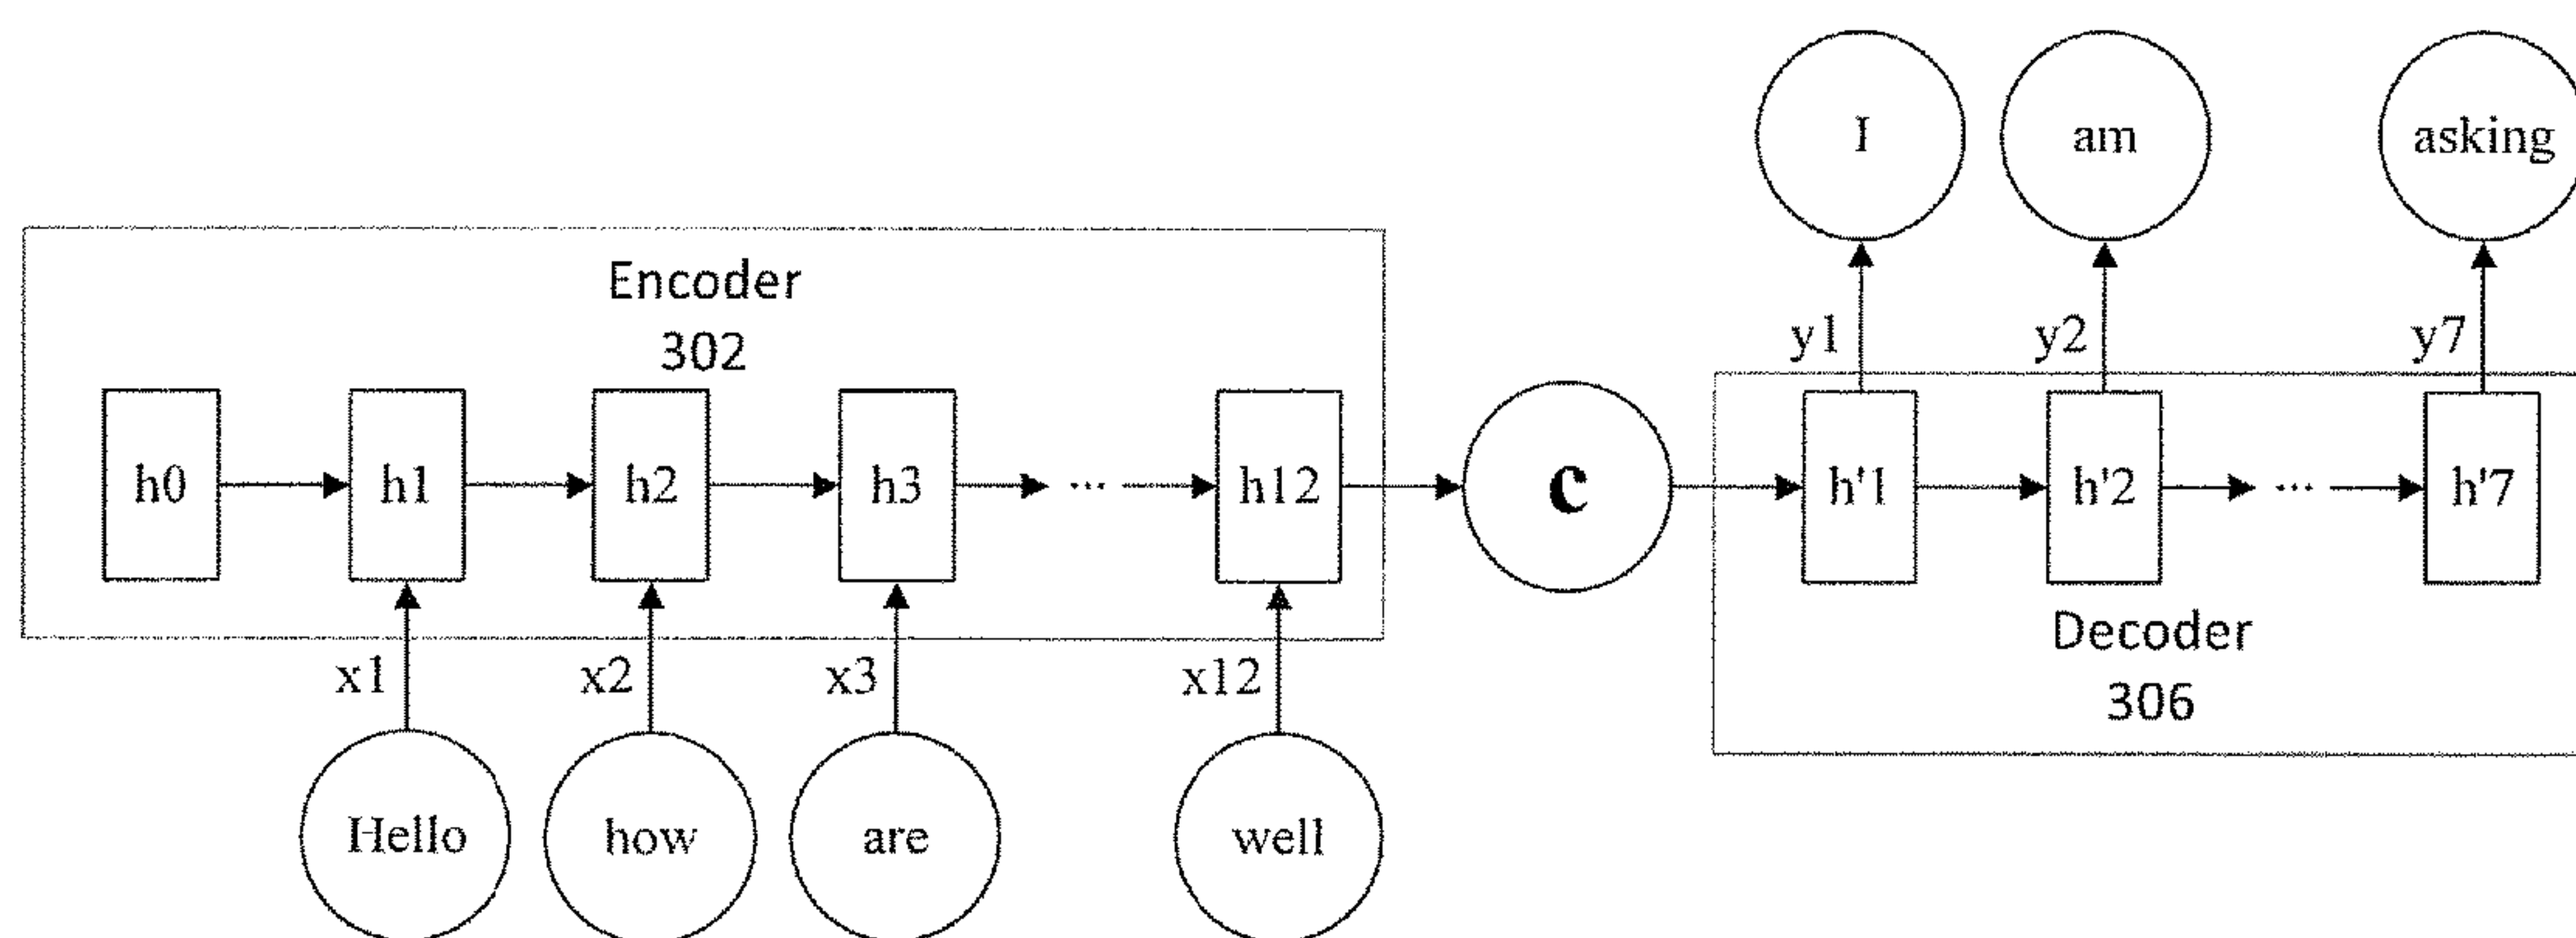 I am asking
Encoder
302
y1 y2 y7
h0 h1 h2 h3 ... h12 c h'1 h'2 ... h'7
Decoder
306
x1 x2 x3 x12
Hello how are well